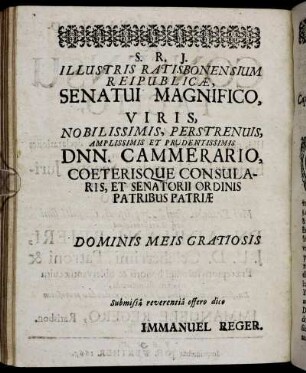 S. R. J.
ILLUSTRIS RATISBONENSIUM
REIPUBLICÆ,
SENATUI MAGNIFICO,
VIRIS,
NOBILISSIMIS, PERSTRENUIS,
AMPLISSIMIS ET PRUDENTISSIMIS
DNN. CAMMERARIO,
COETERISQUE CONSULA-
RIS, ET SENATORII ORDINIS
PATRIBUS PATRIÆ
DOMINIS MEIS GRATIOSIS
Submissâ reverentiâ offero dico
IMMANUEL REGER.